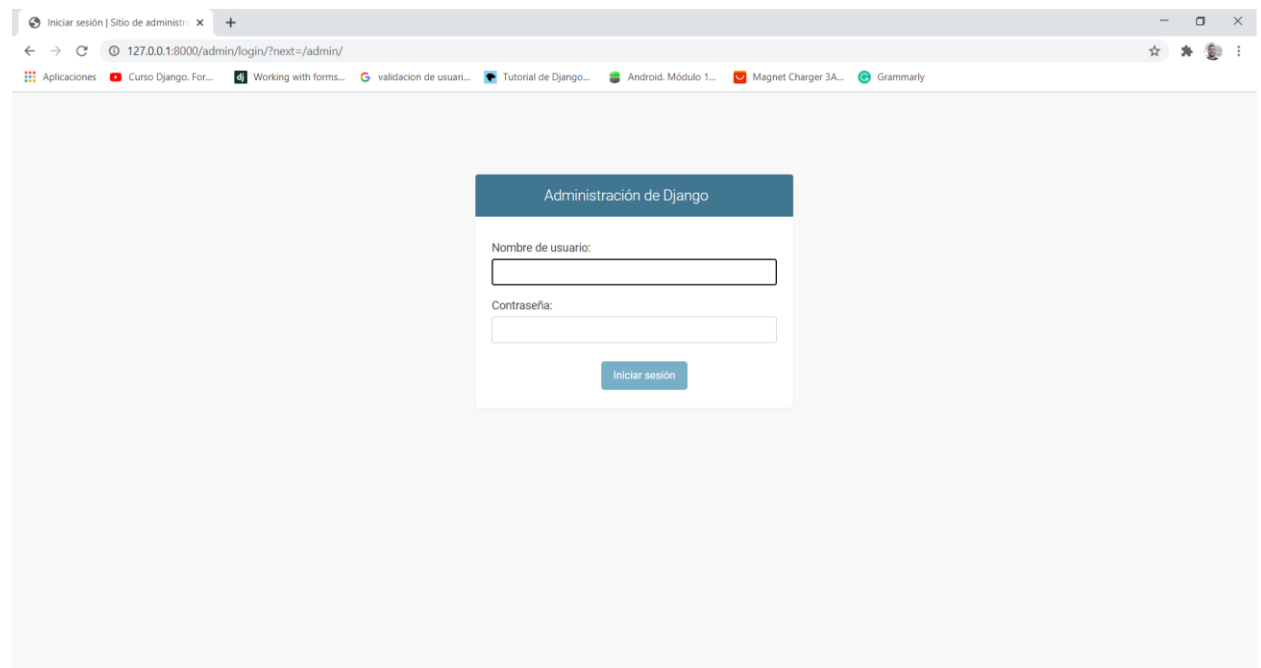 Iniciar sesión | Sitio de administra
127.0.0.1:8000/admin/login/?next=/admin/
Aplicaciones Curso Django. For... dj Working with forms... validacion de usuari... Tutorial de Django... Android. Módulo 1... Magnet Charger 3A... Grammarly
Administración de Django
Nombre de usuario:
Contraseña:
Iniciar sesión